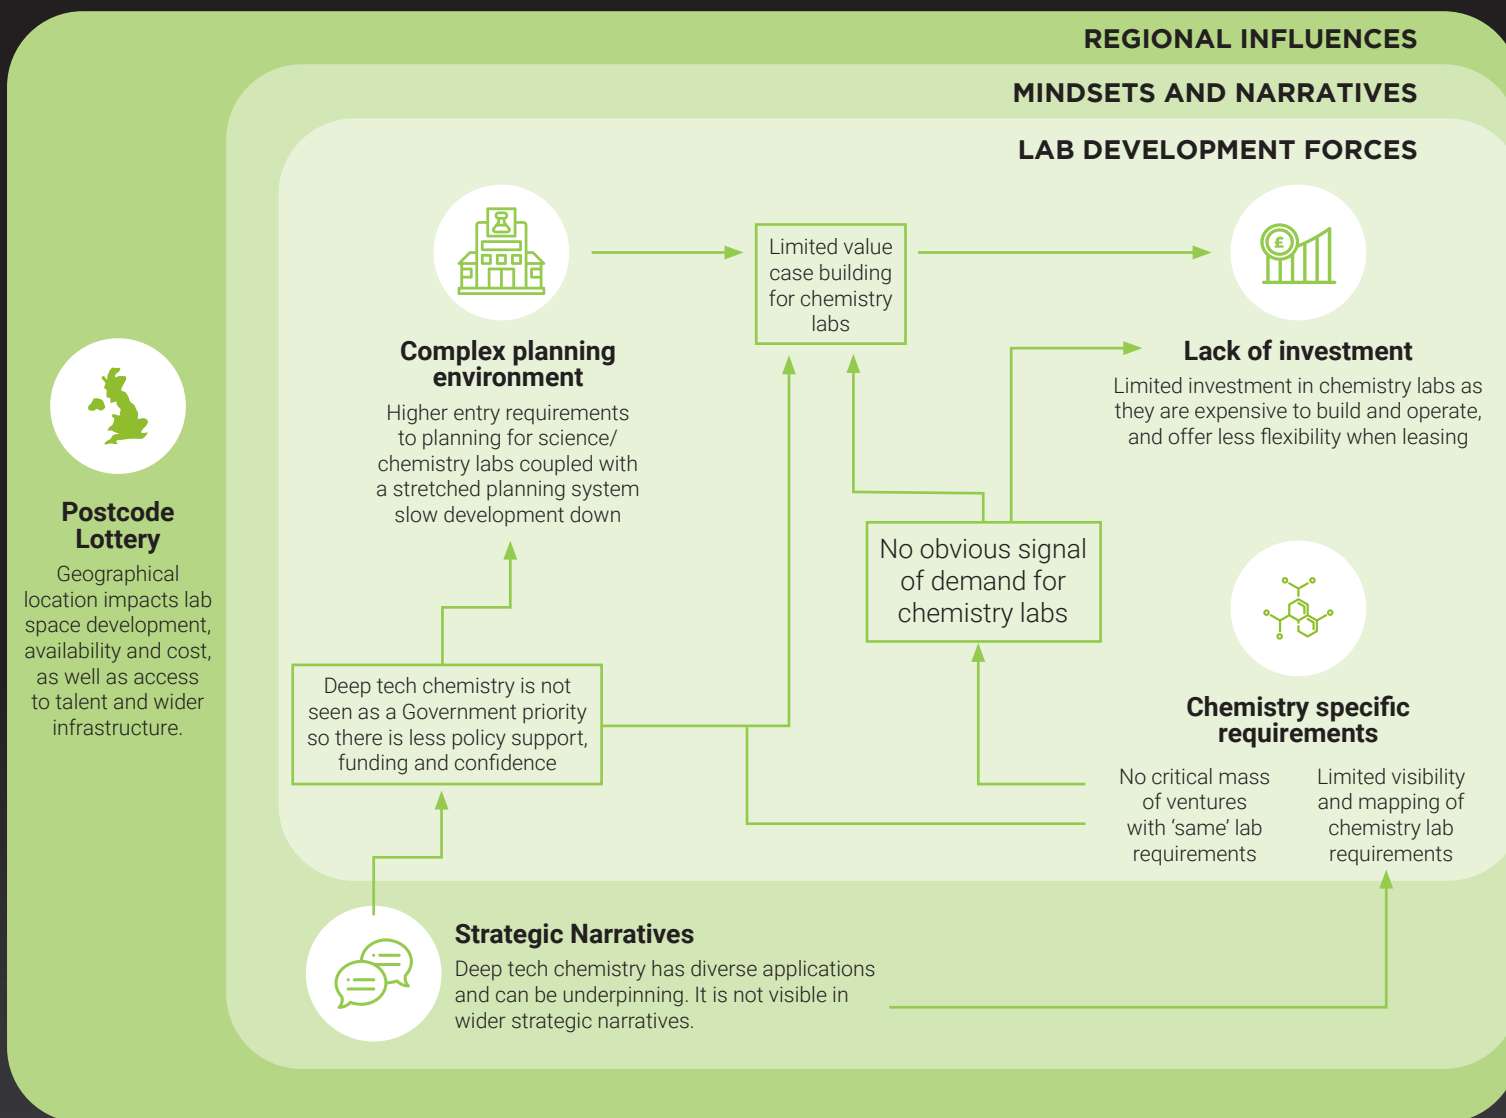 REGIONAL INFLUENCES
MINDSETS AND NARRATIVES
LAB DEVELOPMENT FORCES
Limited value
case building
for chemistry
labs
£
Complex planning
environment
Higher entry requirements
to planning for science/
chemistry labs coupled with
a stretched planning system
slow development down
Lack of investment
Limited investment in chemistry labs as
they are expensive to build and operate,
and offer less flexibility when leasing
Postcode
Lottery
Geographical
location impacts lab
space development,
availability and cost,
as well as access
to talent and wider
infrastructure.
No obvious signal
of demand for
chemistry labs
Deep tech chemistry is not
seen as a Government priority
so there is less policy support,
funding and confidence
Chemistry specific
requirements
No critical mass
of ventures
with ‘same’ lab
requirements
Limited visibility
and mapping of
chemistry lab
requirements
Strategic Narratives
Deep tech chemistry has diverse applications
and can be underpinning. It is not visible in
wider strategic narratives.